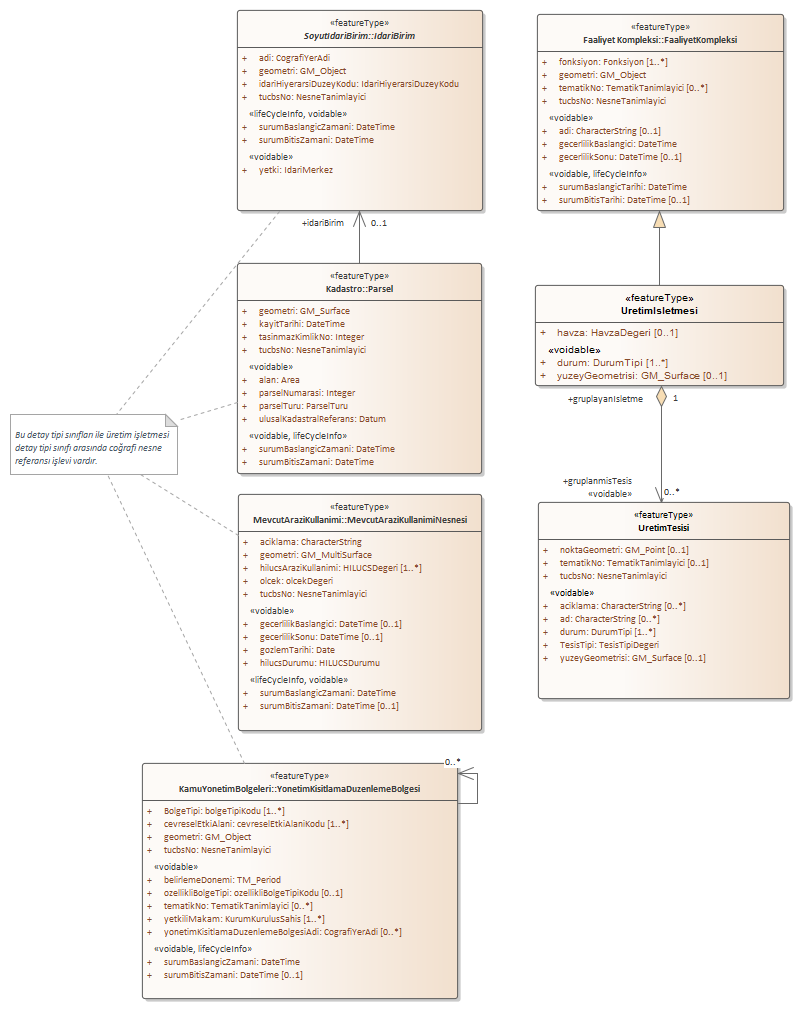 «featureType»
SoyutIdariBirim::IdariBirim
+ adi: CografiYerAdi
+ geometri: GM_Object
+ idariHiyerarsiDuzeyKodu: IdariHiyerarsiDuzeyKodu
+ tucbsNo: NesneTanimlayici
«lifeCycleInfo, voidable»
+ surumBaslangicZamani: DateTime
+ surumBitisZamani: DateTime
«voidable»
+ yetki: IdariMerkez
+idariBirim 0..1
«featureType»
Kadastro::Parsel
+ geometri: GM_Surface
+ kayitTarihi: DateTime
+ tasinmazKimlikNo: Integer
+ tucbsNo: NesneTanimlayici
«voidable»
+ alan: Area
+ parselNumarasi: Integer
+ parselTuru: ParselTuru
+ ulusalKadastralReferans: Datum
«voidable, lifeCycleInfo»
+ surumBaslangicZamani: DateTime
+ surumBitisZamani: DateTime
Bu detay tipi sınıfları ile üretim işletmesi
detay tipi sınıfı arasında coğrafi nesne
referansı işlevi vardır.
«featureType»
MevcutAraziKullanimi::MevcutAraziKullanimiNesnesi
+ aciklama: CharacterString
+ geometri: GM_MultiSurface
+ hilucsAraziKullanimi: HILUCSDegeri [1..*]
+ olcek: olcekDegeri
+ tucbsNo: NesneTanimlayici
«voidable»
+ gecerlilikBaslangici: DateTime [0..1]
+ gecerlilikSonu: DateTime [0..1]
+ gozlemTarihi: Date
+ hilucsDurumu: HILUCSDurumu
«lifeCycleInfo, voidable»
+ surumBaslangicZamani: DateTime
+ surumBitisZamani: DateTime [0..1]
0..*
«featureType»
KamuYonetimBolgeleri::YonetimKisitlamaDuzenlemeBolgesi
+ BolgeTipi: bolgeTipiKodu [1..*]
+ cevreselEtkiAlani: cevreselEtkiAlaniKodu [1..*]
+ geometri: GM_Object
+ tucbsNo: NesneTanimlayici
«voidable»
+ belirlemeDonemi: TM_Period
+ ozellikliBolgeTipi: ozellikliBolgeTipiKodu [0..1]
+ tematikNo: TematikTanimlayici [0..*]
+ yetkiliMakam: KurumKurulusSahis [1..*]
+ yonetimKisitlamaDuzenlemeBolgesiAdi: CografiYerAdi [0..*]
«voidable, lifeCycleInfo»
+ surumBaslangicZamani: DateTime
+ surumBitisZamani: DateTime [0..1]
«featureType»
Faaliyet Kompleksi::FaaliyetKompleksi
+ fonksiyon: Fonksiyon [1..*]
+ geometri: GM_Object
+ tematikNo: TematikTanimlayici [0..*]
+ tucbsNo: NesneTanimlayici
«voidable»
+ adi: CharacterString [0..1]
+ gecerlilikBaslangici: DateTime
+ gecerlilikSonu: DateTime [0..1]
«voidable, lifeCycleInfo»
+ surumBaslangicTarihi: DateTime
+ surumBitisTarihi: DateTime [0..1]
«featureType»
UretimIsletmesi
+ havza: HavzaDegeri [0..1]
«voidable»
+ durum: DurumTipi [1..*]
+ yuzeyGeometrisi: GM_Surface [0..1]
+gruplayanIsletme 1
+gruplanmisTesis
«voidable» 0..*
«featureType»
UretimTesisi
+ noktaGeometri: GM_Point [0..1]
+ tematikNo: TematikTanimlayici [0..1]
+ tucbsNo: NesneTanimlayici
«voidable»
+ aciklama: CharacterString [0..*]
+ ad: CharacterString [0..*]
+ durum: DurumTipi [1..*]
+ TesisTipi: TesisTipiDegeri
+ yuzeyGeometrisi: GM_Surface [0..1]